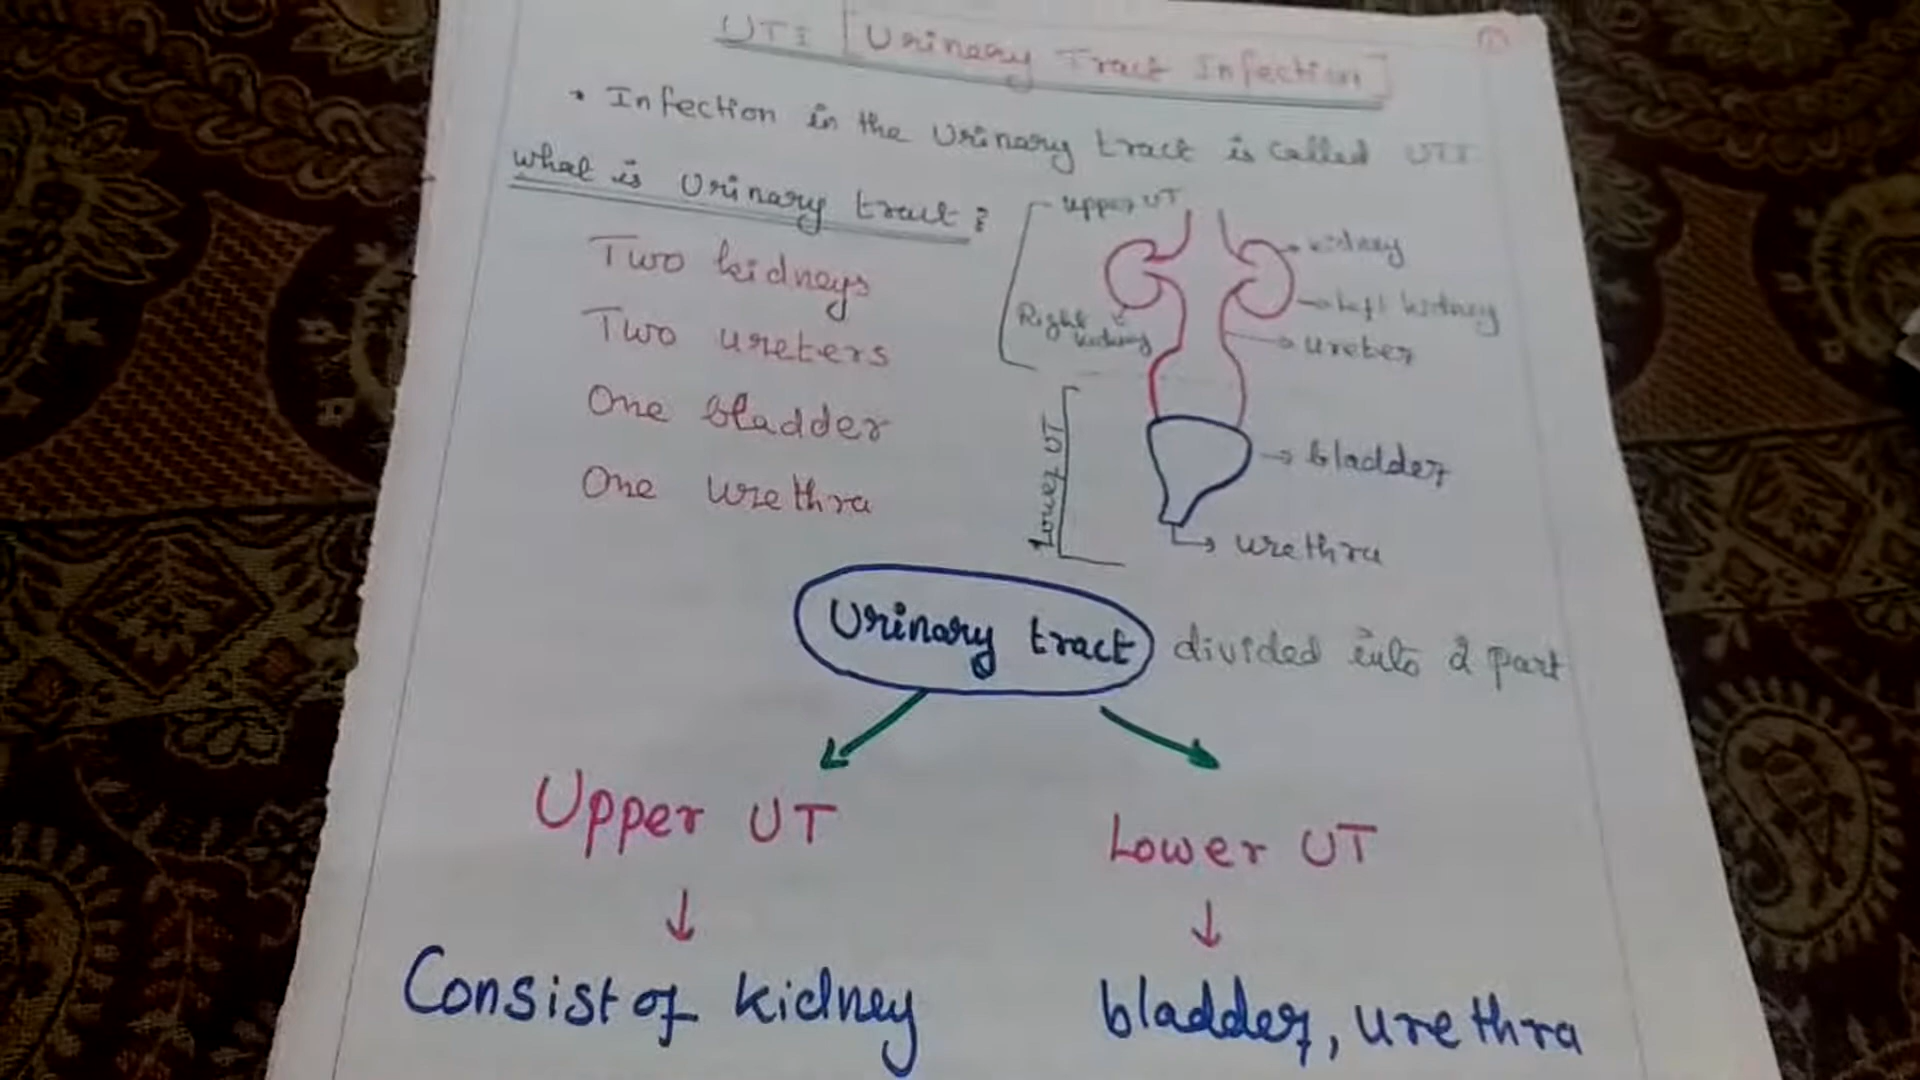 UTI [Urinary Tract Infection]
• Infection in the Urinary tract is called UTI
What is Urinary tract?
Two kidneys
Two ureters
One bladder
One urethra
Upper UT
kidney
Right kidney
Left kidney
ureter
Lower UT
bladder
urethra
Urinary tract divided into 2 part
Upper UT
Lower UT
Consist of kidney
bladder, urethra